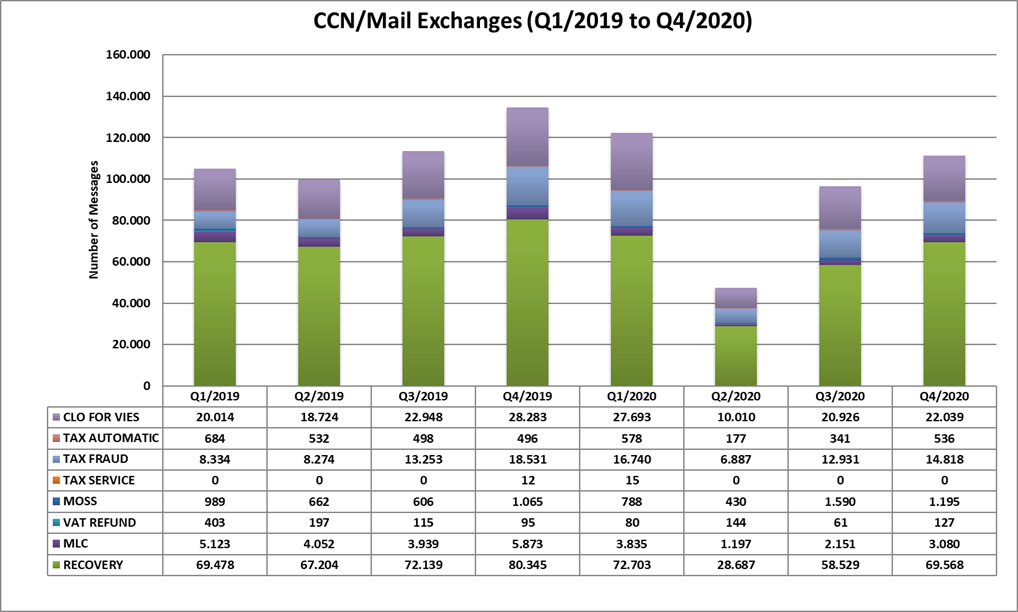 CCN/Mail Exchanges (Q1/2019 to Q4/2020)
Number of Messages
160.000
140.000
120.000
100.000
80.000
60.000
40.000
20.000
0
Q1/2019 Q2/2019 Q3/2019 Q4/2019 Q1/2020 Q2/2020 Q3/2020 Q4/2020
CLO FOR VIES 20.014 18.724 22.948 28.283 27.693 10.010 20.926 22.039
TAX AUTOMATIC 684 532 498 496 578 177 341 536
TAX FRAUD 8.334 8.274 13.253 18.531 16.740 6.887 12.931 14.818
TAX SERVICE 0 0 0 12 15 0 0 0
MOSS 989 662 606 1.065 788 430 1.590 1.195
VAT REFUND 403 197 115 95 80 144 61 127
MLC 5.123 4.052 3.939 5.873 3.835 1.197 2.151 3.080
RECOVERY 69.478 67.204 72.139 80.345 72.703 28.687 58.529 69.568